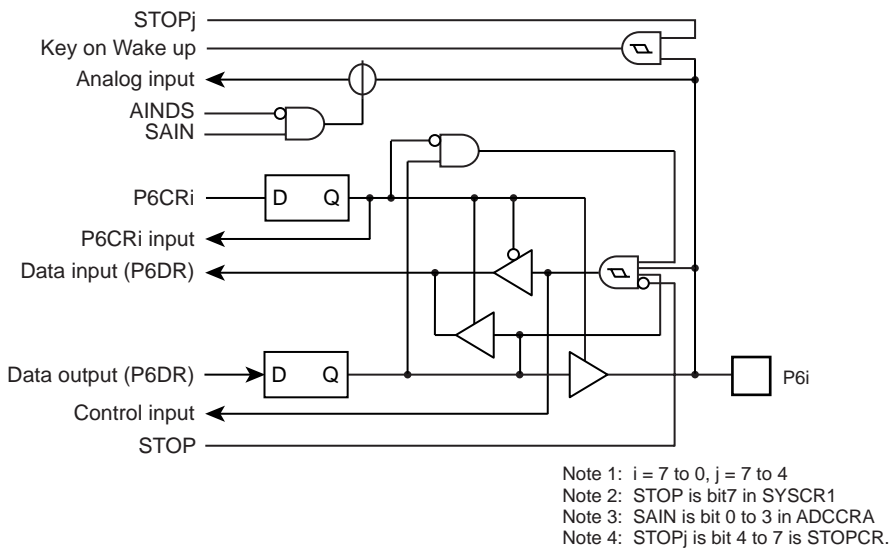 STOPj
Key on Wake up
Analog input
AINDS
SAIN
P6CRi
D Q
P6CRi input
Data input (P6DR)
Data output (P6DR)
D Q
P6i
Control input
STOP
Note 1: i = 7 to 0, j = 7 to 4
Note 2: STOP is bit7 in SYSCR1
Note 3: SAIN is bit 0 to 3 in ADCCRA
Note 4: STOPj is bit 4 to 7 is STOPCR.